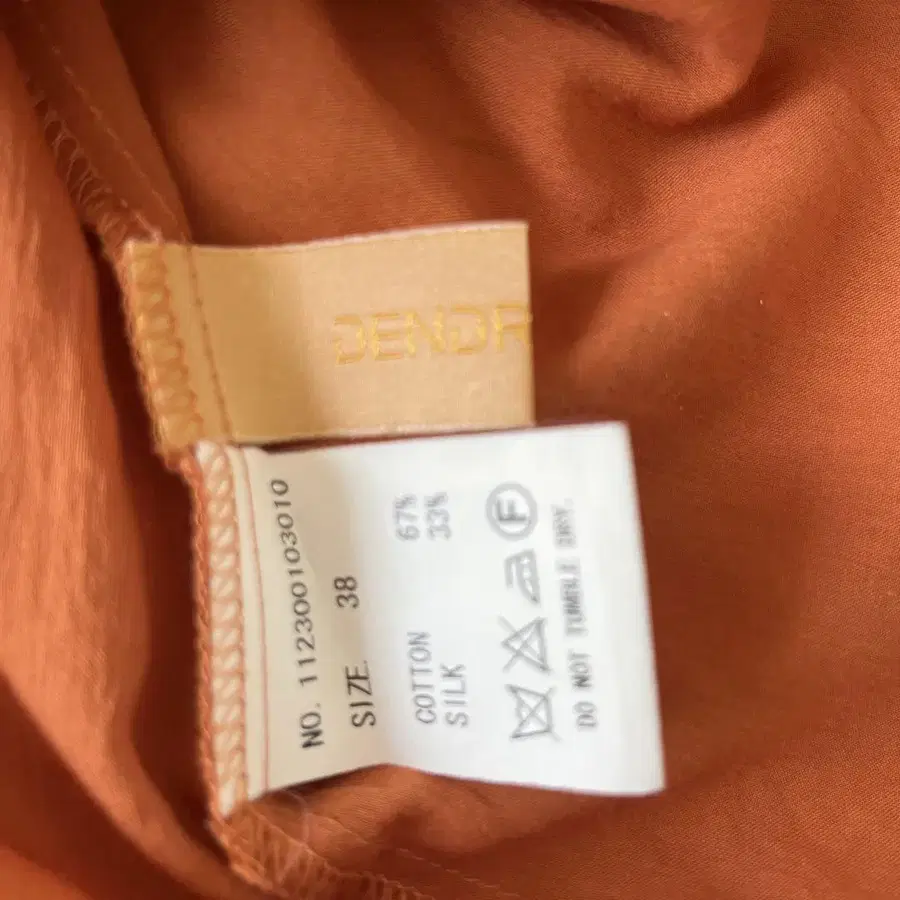 DENDR
NO. 112300103010
SIZE 38
COTTON 67%
SILK 33%
F
DO NOT TUMBLE DRY.